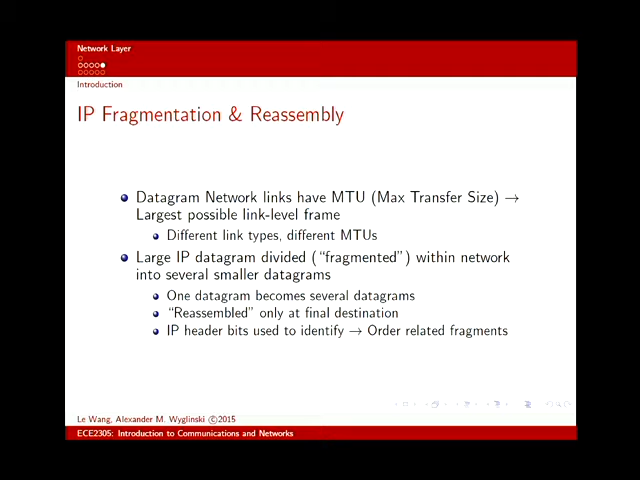 Network Layer
Introduction
IP Fragmentation & Reassembly
Datagram Network links have MTU (Max Transfer Size) →
Largest possible link-level frame
Different link types, different MTUs
Large IP datagram divided (“fragmented”) within network
into several smaller datagrams
One datagram becomes several datagrams
“Reassembled” only at final destination
IP header bits used to identify → Order related fragments
Le Wang, Alexander M. Wyglinski ©2015
ECE2305: Introduction to Communications and Networks